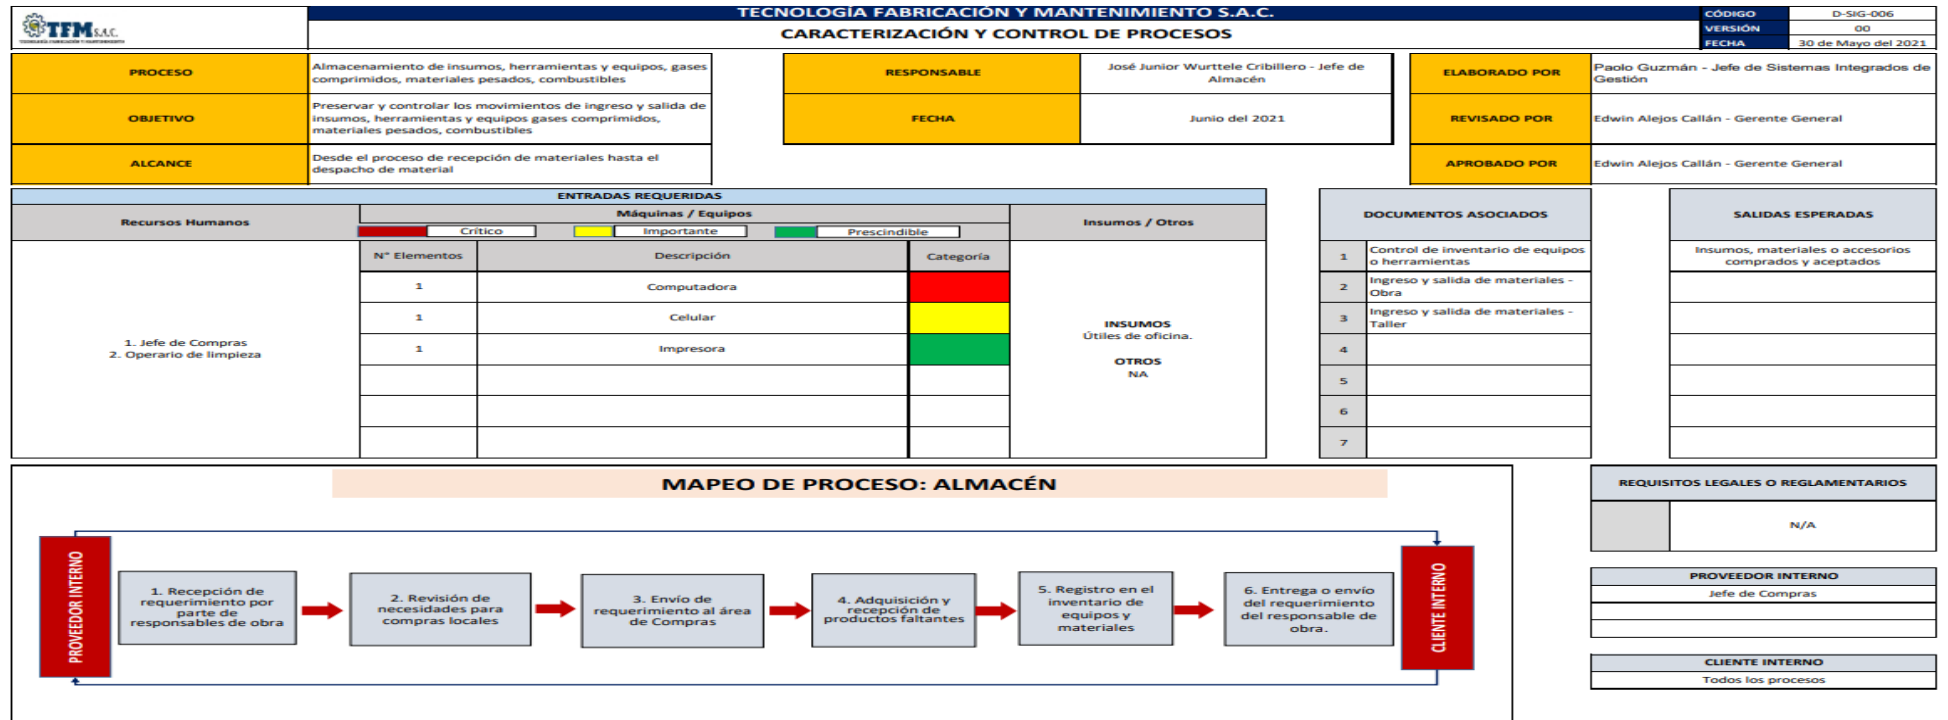 TECNOLOGÍA FABRICACIÓN Y MANTENIMIENTO S.A.C.
TFM S.A.C.
TECNOLOGÍA FABRICACIÓN Y MANTENIMIENTO
CARACTERIZACIÓN Y CONTROL DE PROCESOS
CÓDIGO D-SIG-006
VERSIÓN 00
FECHA 30 de Mayo del 2021
PROCESO
Almacenamiento de insumos, herramientas y equipos, gases
comprimidos, materiales pesados, combustibles
OBJETIVO
Preservar y controlar los movimientos de ingreso y salida de
insumos, herramientas y equipos gases comprimidos,
materiales pesados, combustibles
ALCANCE
Desde el proceso de recepción de materiales hasta el
despacho de material
RESPONSABLE
José Junior Wurttele Cribillero - Jefe de
Almacén
FECHA
Junio del 2021
ELABORADO POR
Paolo Guzmán - Jefe de Sistemas Integrados de
Gestión
REVISADO POR
Edwin Alejos Callán - Gerente General
APROBADO POR
Edwin Alejos Callán - Gerente General
ENTRADAS REQUERIDAS
Recursos Humanos
Máquinas / Equipos
Crítico Importante Prescindible
Insumos / Otros
N° Elementos Descripción Categoría
1 Computadora
1 Celular
1 Impresora
1. Jefe de Compras
2. Operario de limpieza
INSUMOS
Útiles de oficina.
OTROS
NA
DOCUMENTOS ASOCIADOS
1 Control de inventario de equipos
o herramientas
2 Ingreso y salida de materiales -
Obra
3 Ingreso y salida de materiales -
Taller
4
5
6
7
SALIDAS ESPERADAS
Insumos, materiales o accesorios
comprados y aceptados
MAPEO DE PROCESO: ALMACÉN
PROVEEDOR INTERNO
1. Recepción de
requerimiento por
parte de
responsables de obra
2. Revisión de
necesidades para
compras locales
3. Envío de
requerimiento al área
de Compras
4. Adquisición y
recepción de
productos faltantes
5. Registro en el
inventario de
equipos y
materiales
6. Entrega o envío
del requerimiento
del responsable de
obra.
CLIENTE INTERNO
REQUISITOS LEGALES O REGLAMENTARIOS
N/A
PROVEEDOR INTERNO
Jefe de Compras
CLIENTE INTERNO
Todos los procesos